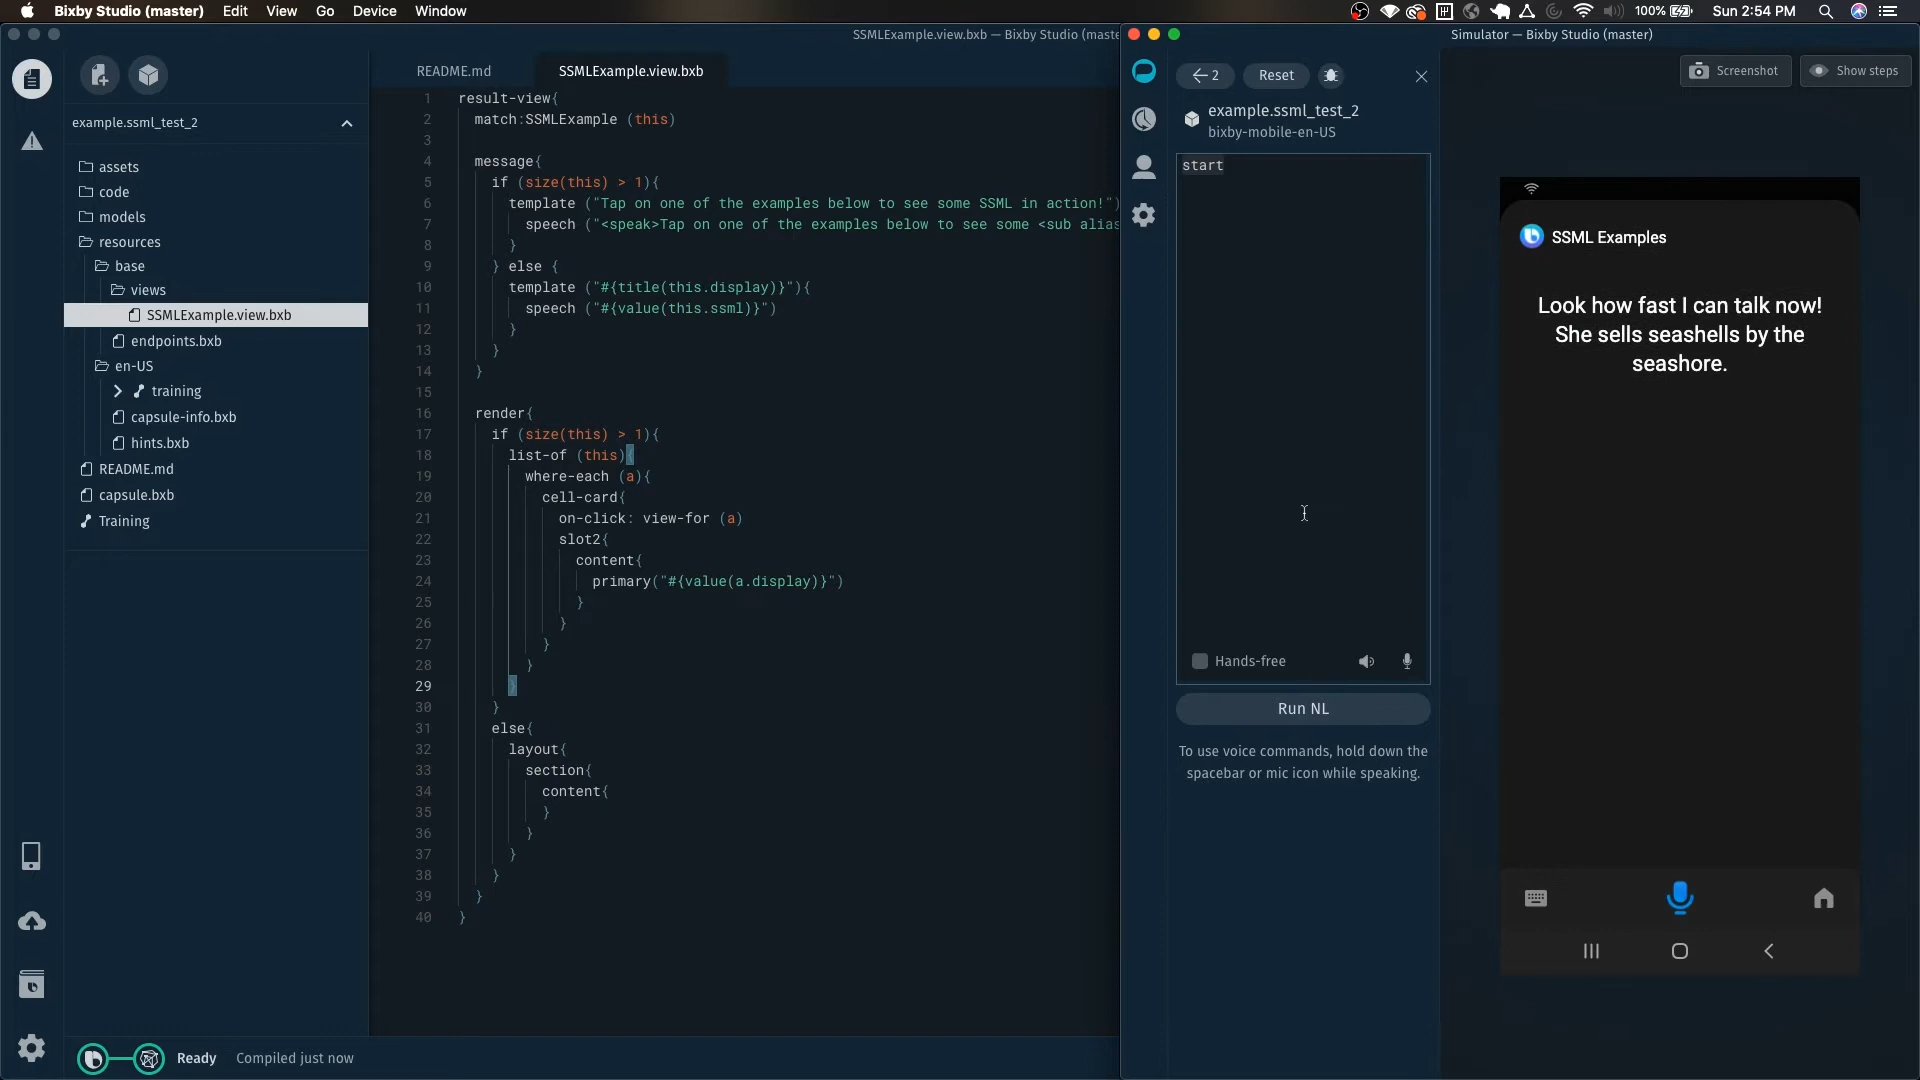 Bixby Studio (master) Edit View Go Device Window
100% Sun 2:54 PM
SSMLExample.view.bxb — Bixby Studio (maste
Simulator — Bixby Studio (master)
example.ssml_test_2
assets
code
models
resources
base
views
SSMLExample.view.bxb
endpoints.bxb
en-US
training
capsule-info.bxb
hints.bxb
README.md
capsule.bxb
Training
Ready Compiled just now
README.md SSMLExample.view.bxb
1 result-view{
2 match:SSMLExample (this)
3
4 message{
5 if (size(this) > 1){
6 template ("Tap on one of the examples below to see some SSML in action!")
7 speech ("<speak>Tap on one of the examples below to see some <sub alias
8 }
9 } else {
10 template ("#{title(this.display)}"){
11 speech ("#{value(this.ssml)}")
12 }
13 }
14 }
15
16 render{
17 if (size(this) > 1){
18 list-of (this){
19 where-each (a){
20 cell-card{
21 on-click: view-for (a)
22 slot2{
23 content{
24 primary("#{value(a.display)}")
25 }
26 }
27 }
28 }
29 }
30 }
31 else{
32 layout{
33 section{
34 content{
35 }
36 }
37 }
38 }
39 }
40 }
2 Reset
example.ssml_test_2
bixby-mobile-en-US
start
Hands-free
Run NL
To use voice commands, hold down the
spacebar or mic icon while speaking.
Screenshot Show steps
SSML Examples
Look how fast I can talk now!
She sells seashells by the
seashore.